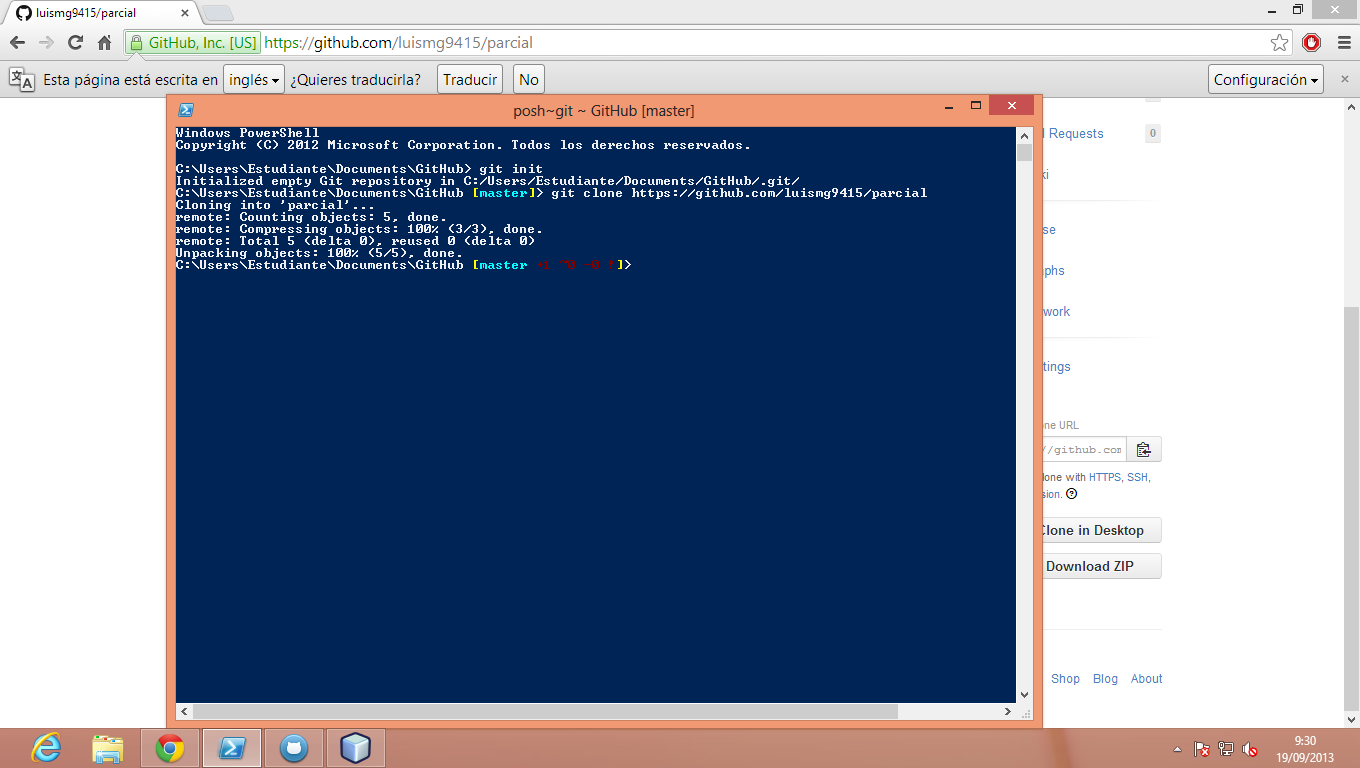 luismg9415/parcial
GitHub, Inc. [US] https://github.com/luismg9415/parcial
Esta página está escrita en inglés ¿Quieres traducirla? Traducir No Configuración
posh~git ~ GitHub [master]
Windows PowerShell
Copyright (C) 2012 Microsoft Corporation. Todos los derechos reservados.
C:\Users\Estudiante\Documents\GitHub> git init
Initialized empty Git repository in C:/Users/Estudiante/Documents/GitHub/.git/
C:\Users\Estudiante\Documents\GitHub [master]> git clone https://github.com/luismg9415/parcial
Cloning into 'parcial'...
remote: Counting objects: 5, done.
remote: Compressing objects: 100% (3/3), done.
remote: Total 5 (delta 0), reused 0 (delta 0)
Unpacking objects: 100% (5/5), done.
C:\Users\Estudiante\Documents\GitHub [master +1 ~0 -0 !]>
Requests 0
ki
se
phs
work
tings
one URL
//github.com
lone with HTTPS, SSH,
sion.
Clone in Desktop
Download ZIP
Shop Blog About
9:30
19/09/2013